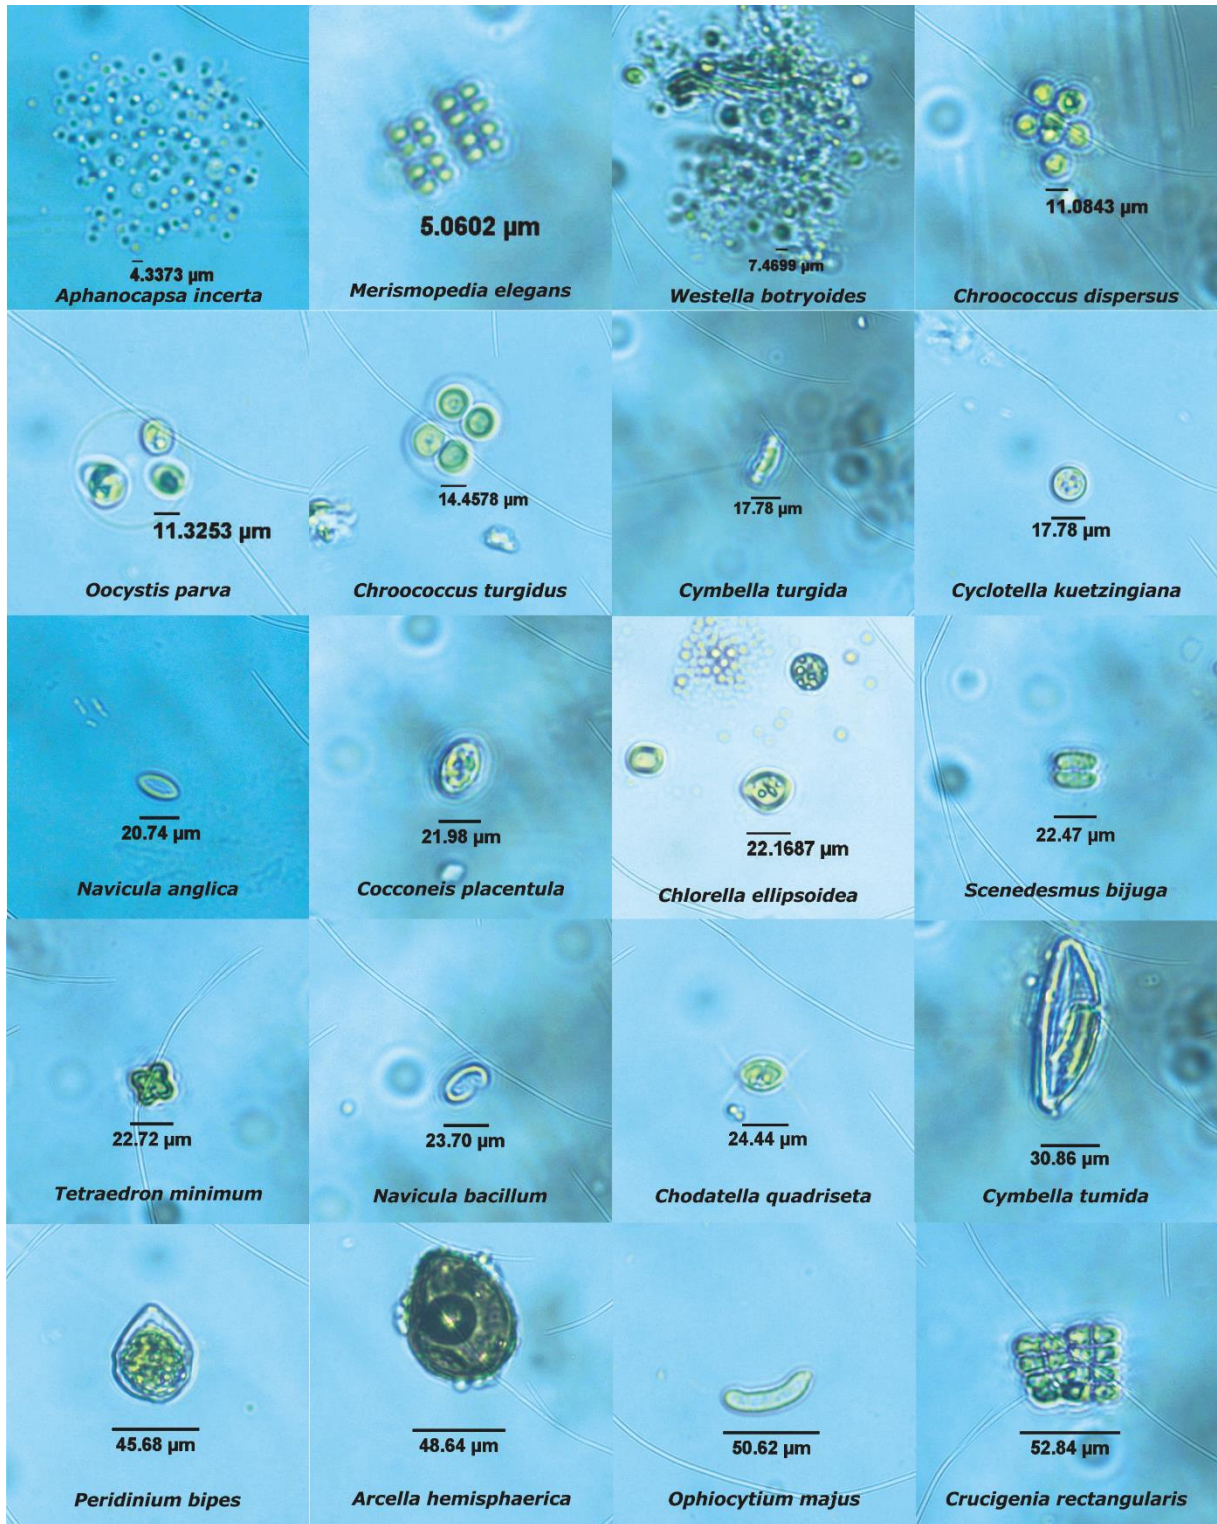 4.3373 µm
Aphanocapsa incerta
5.0602 µm
Merismopedia elegans
7.4699 µm
Westella botryoides
11.0843 µm
Chroococcus dispersus
11.3253 µm
Oocystis parva
14.4578 µm
Chroococcus turgidus
17.78 µm
Cymbella turgida
17.78 µm
Cyclotella kuetzingiana
20.74 µm
Navicula anglica
21.98 µm
Cocconeis placentula
22.1687 µm
Chlorella ellipsoidea
22.47 µm
Scenedesmus bijuga
22.72 µm
Tetraedron minimum
23.70 µm
Navicula bacillum
24.44 µm
Chodatella quadriseta
30.86 µm
Cymbella tumida
45.68 µm
Peridinium bipes
48.64 µm
Arcella hemisphaerica
50.62 µm
Ophiocytium majus
52.84 µm
Crucigenia rectangularis